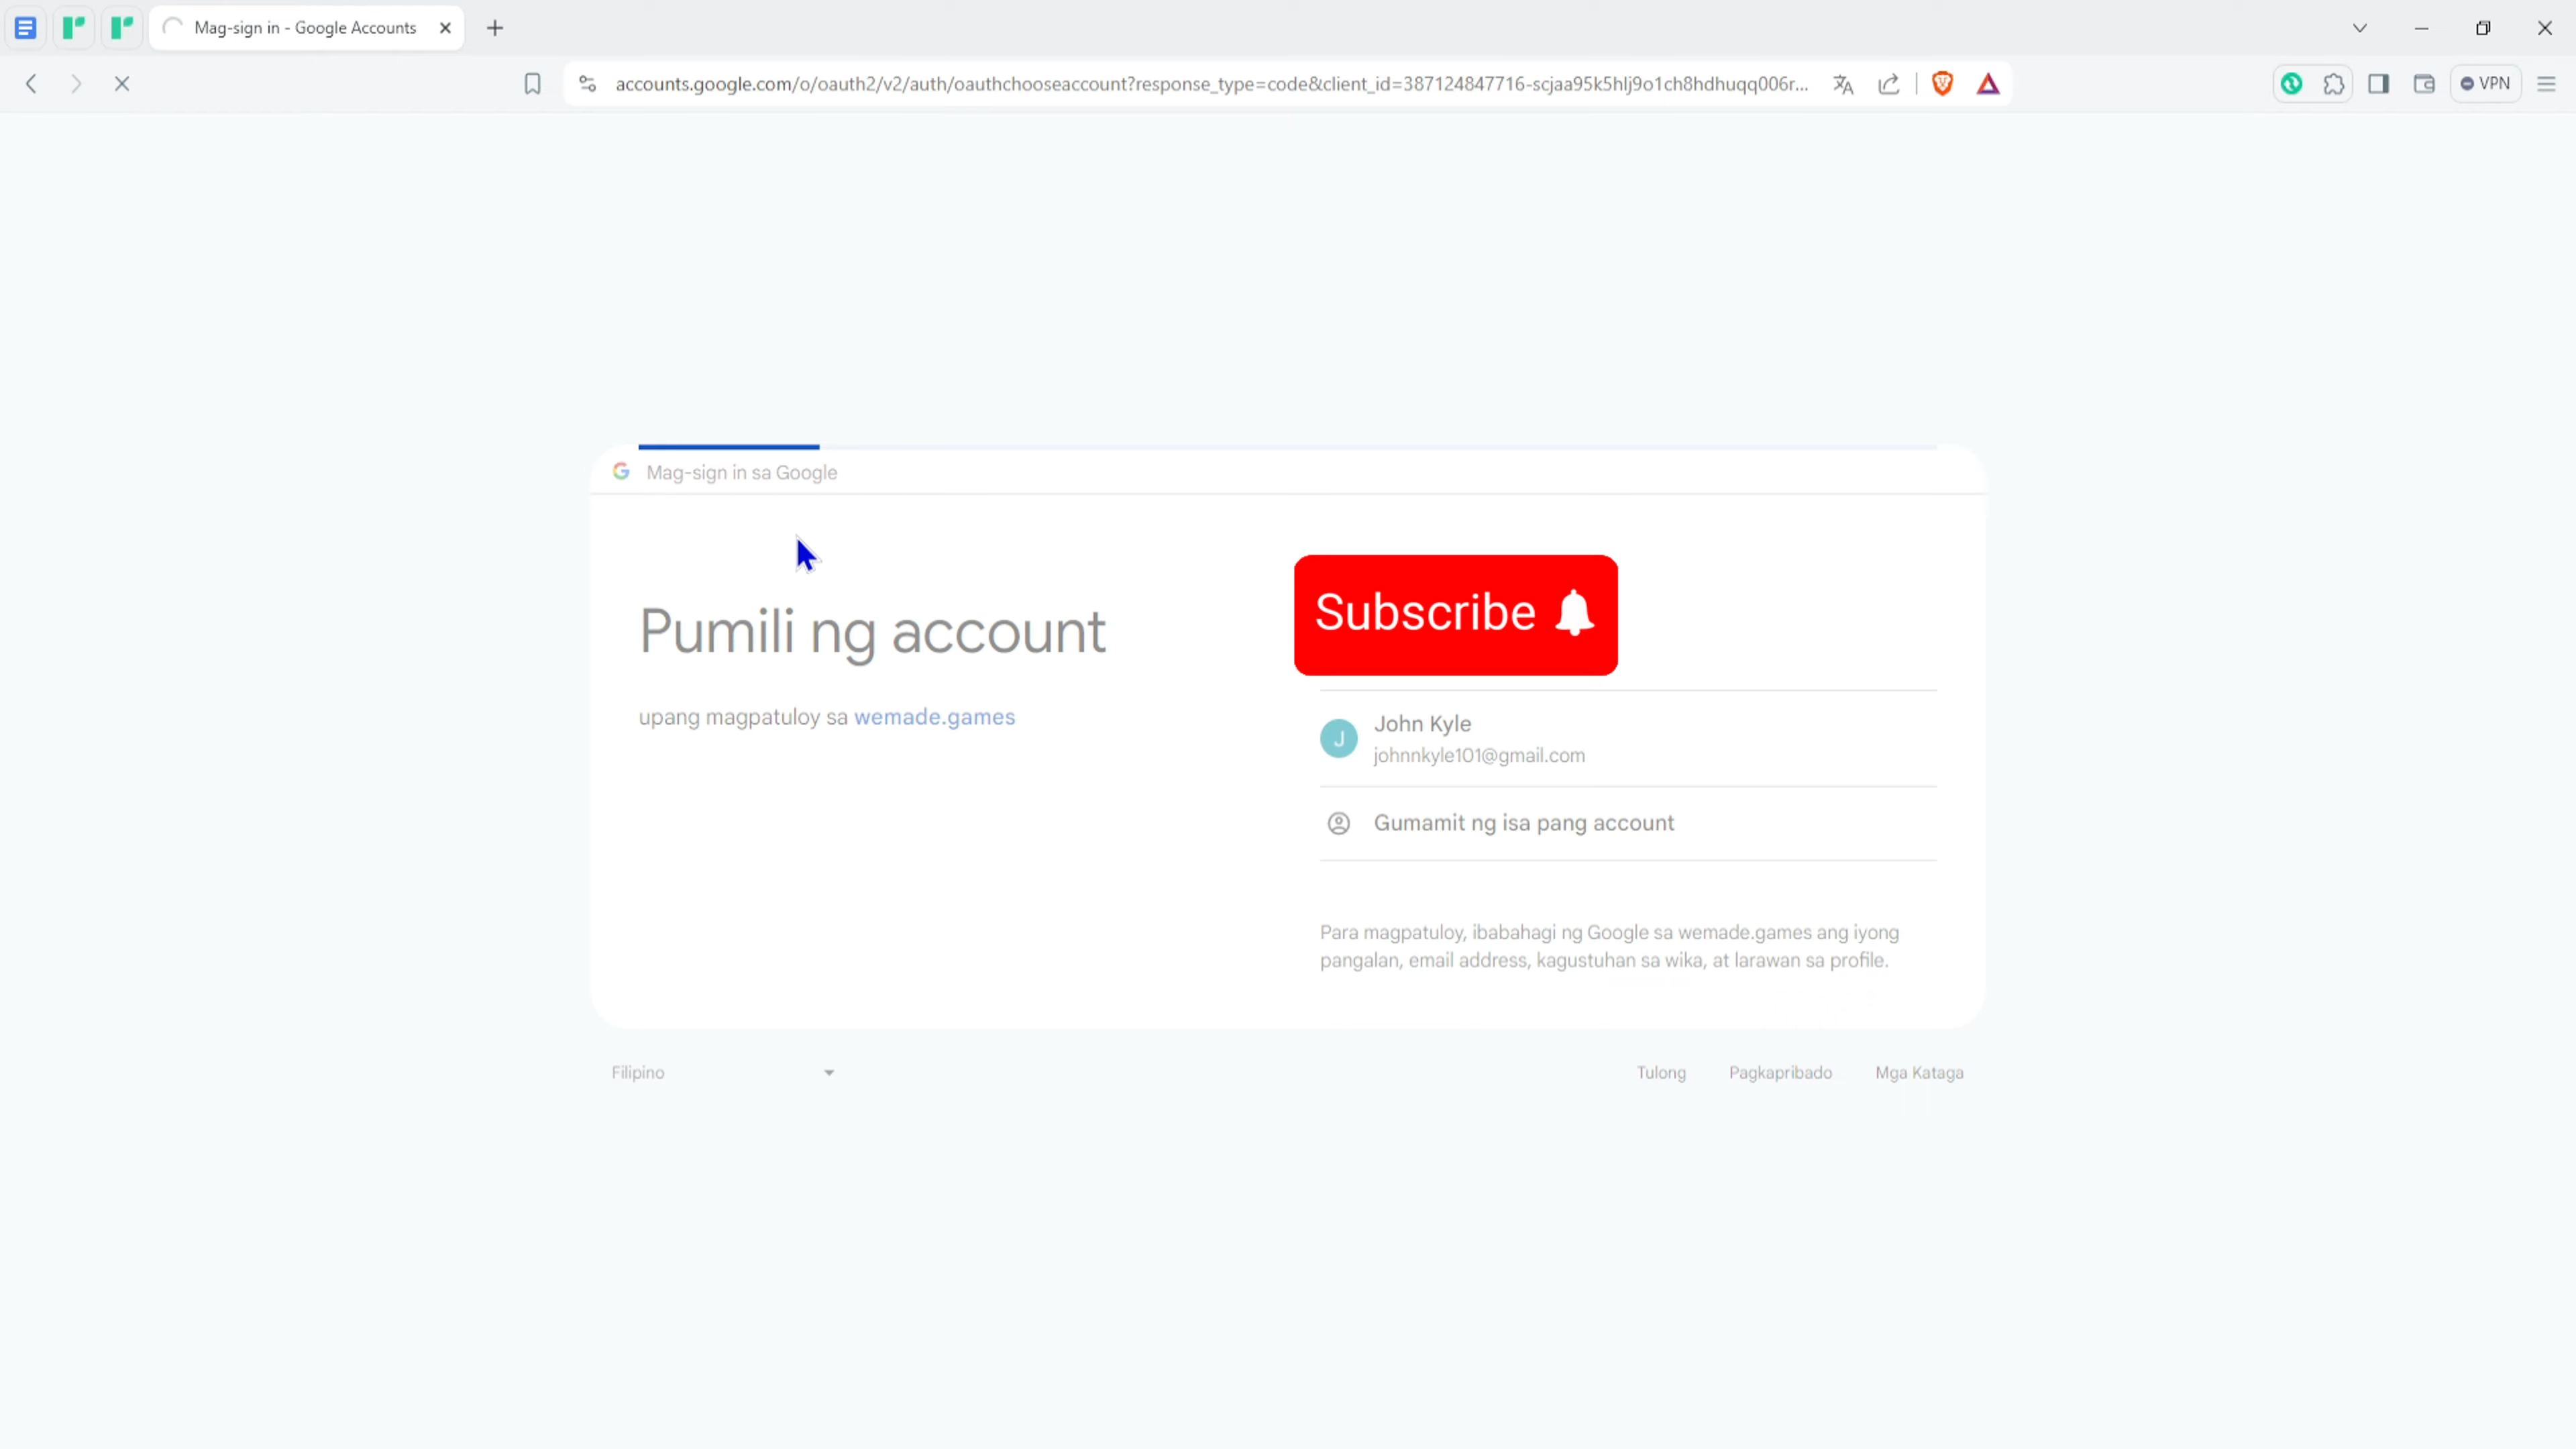 Mag-sign in - Google Accounts
accounts.google.com/o/oauth2/v2/auth/oauthchooseaccount?response_type=code&client_id=387124847716-scjaa95k5hlj9o1ch8hdhuqq006r...
VPN
Mag-sign in sa Google
Pumili ng account
upang magpatuloy sa wemade.games
Subscribe
J
John Kyle
johnnkyle101@gmail.com
Gumamit ng isa pang account
Para magpatuloy, ibabahagi ng Google sa wemade.games ang iyong
pangalan, email address, kagustuhan sa wika, at larawan sa profile.
Filipino
Tulong
Pagkapribado
Mga Kataga